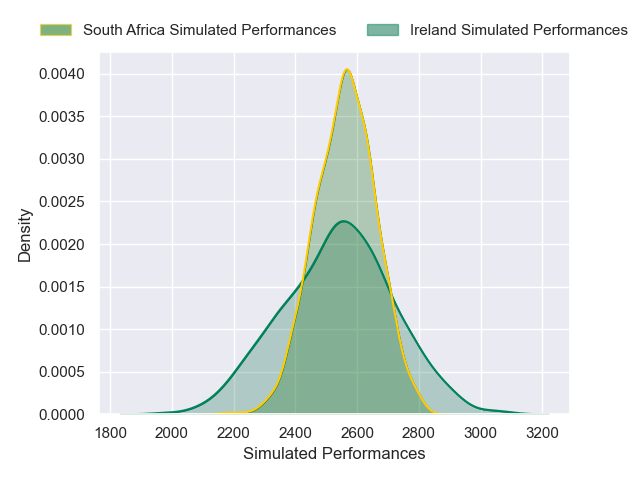 South Africa Simulated Performances
Ireland Simulated Performances
0.0040
0.0035
0.0030
0.0025
0.0020
0.0015
0.0010
0.0005
0.0000
Density
1800 2000 2200 2400 2600 2800 3000 3200
Simulated Performances